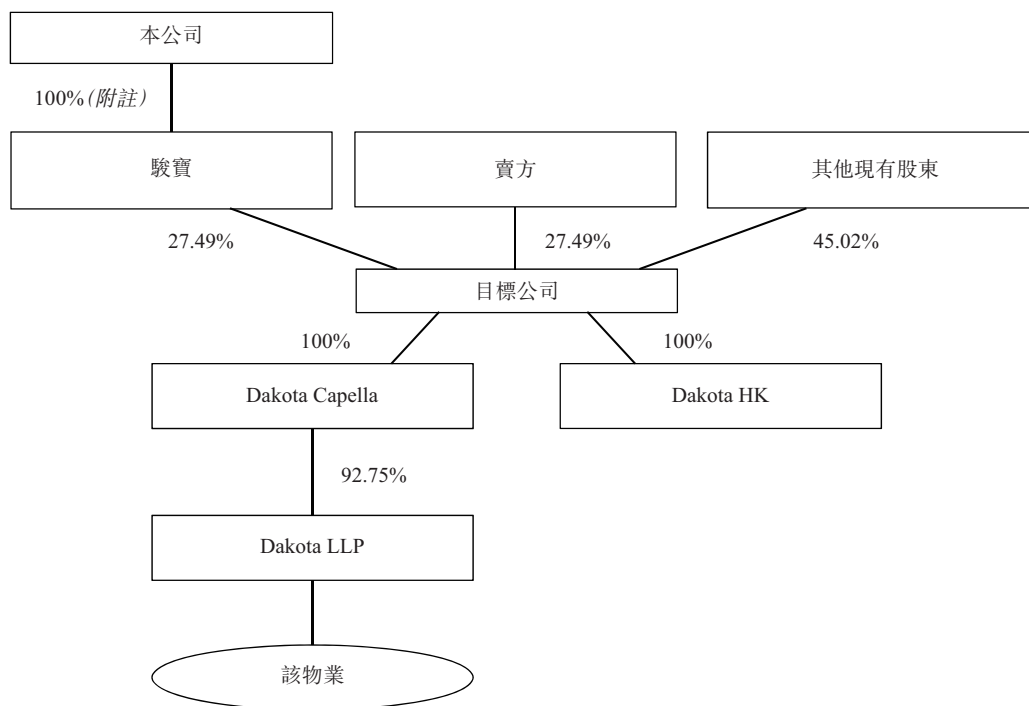 本公司
100%(附註)
駿寶
賣方
其他現有股東
27.49%
27.49%
45.02%
目標公司
100%
100%
Dakota Capella
Dakota HK
92.75%
Dakota LLP
該物業